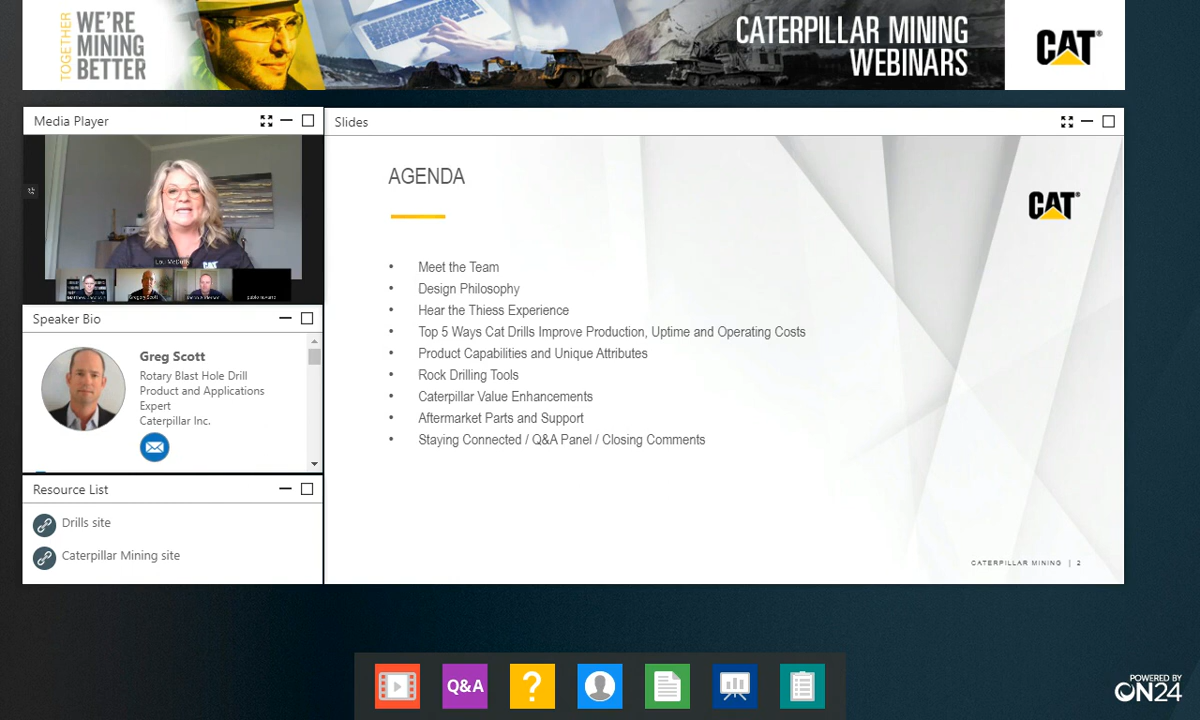 TOGETHER
WE'RE
MINING
BETTER
CATERPILLAR MINING
WEBINARS
CAT®
Media Player
Gregory Scott
Speaker Bio
Greg Scott
Rotary Blast Hole Drill
Product and Applications
Expert
Caterpillar Inc.
Resource List
Drills site
Caterpillar Mining site
Slides
AGENDA
CAT®
• Meet the Team
• Design Philosophy
• Hear the Thiess Experience
• Top 5 Ways Cat Drills Improve Production, Uptime and Operating Costs
• Product Capabilities and Unique Attributes
• Rock Drilling Tools
• Caterpillar Value Enhancements
• Aftermarket Parts and Support
• Staying Connected / Q&A Panel / Closing Comments
CATERPILLAR MINING | 2
Q&A
?
POWERED BY
ON24